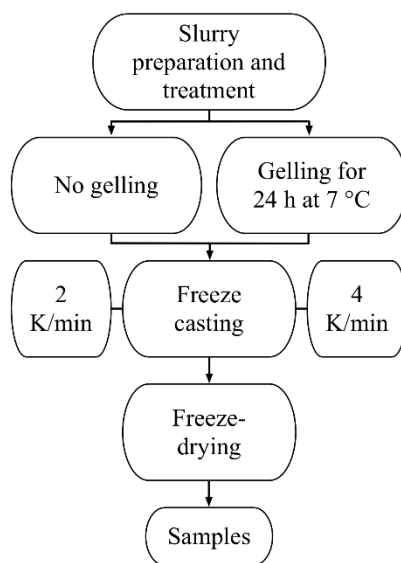 Slurry
preparation and
treatment
No gelling
Gelling for
24 h at 7 °C
2
K/min
Freeze
casting
4
K/min
Freeze-
drying
Samples